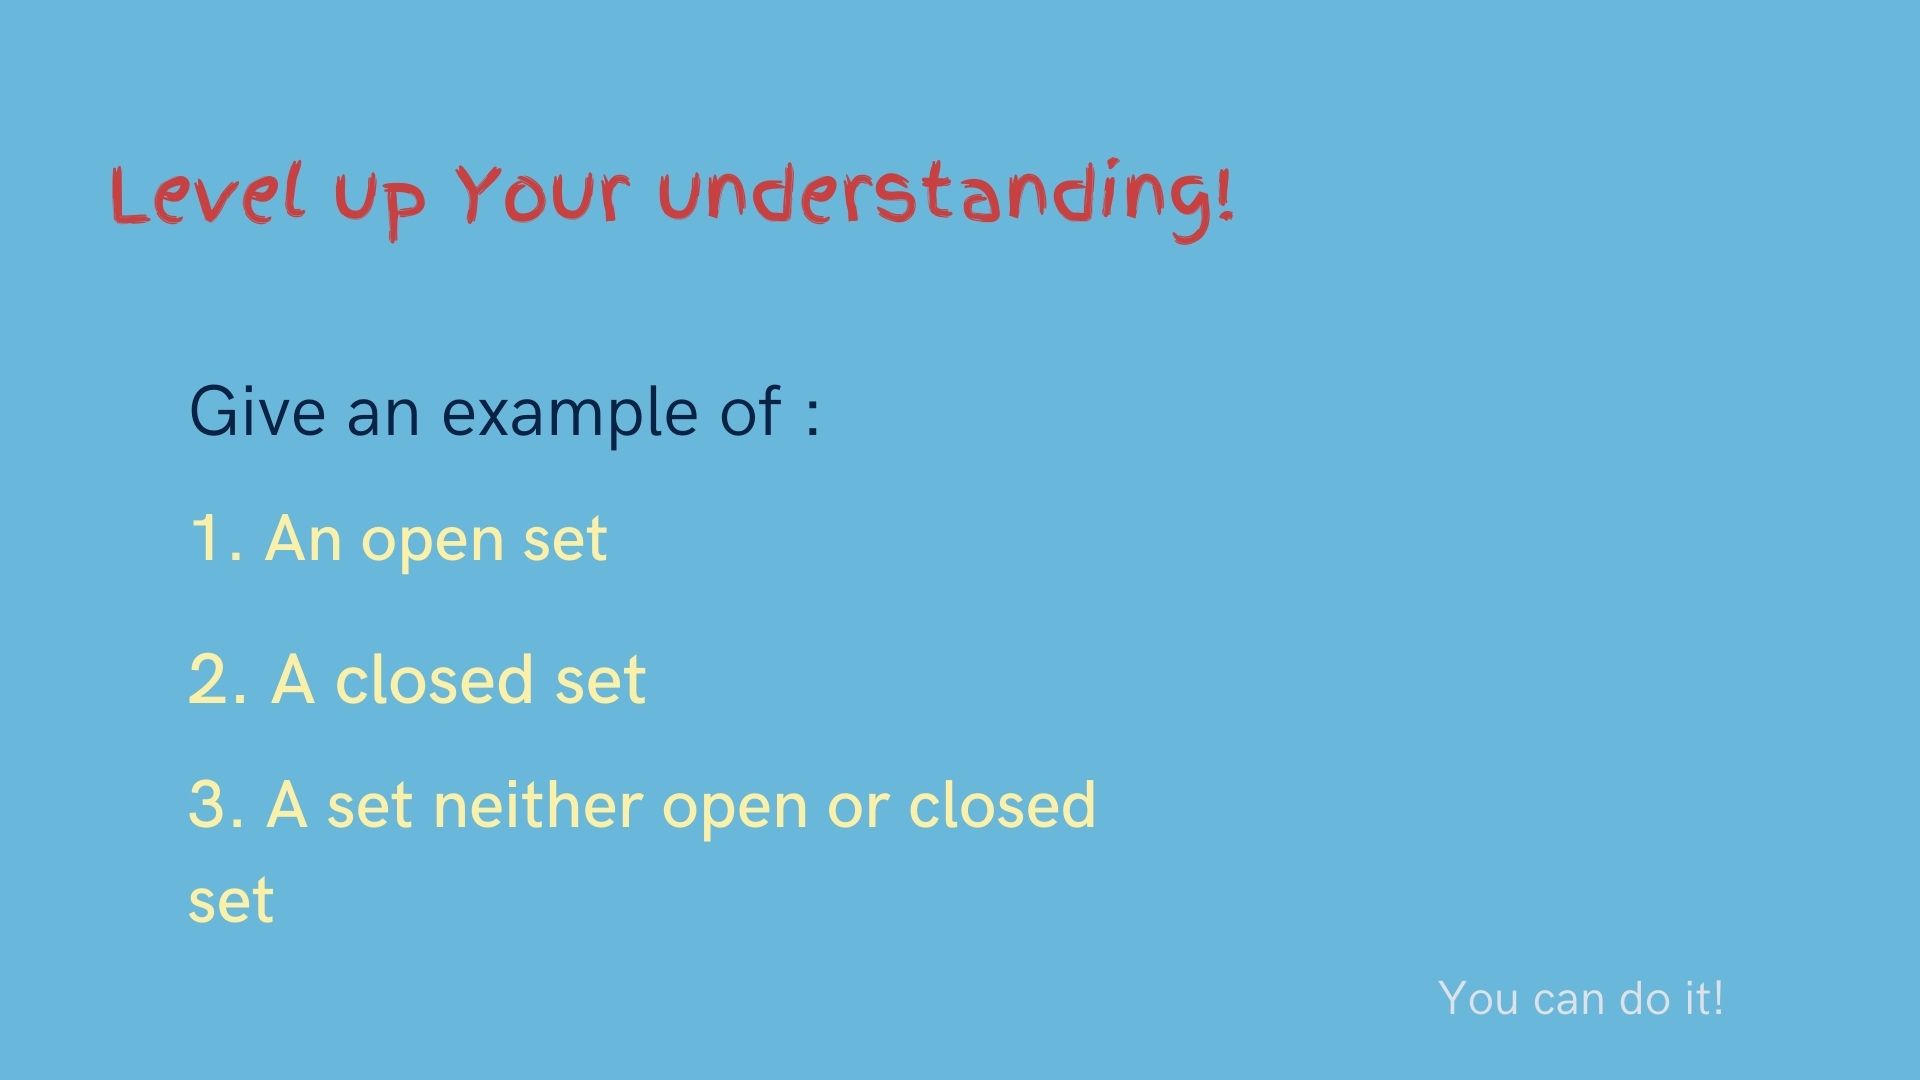 Level Up Your Understanding!
Give an example of :
1. An open set
2. A closed set
3. A set neither open or closed
set
You can do it!